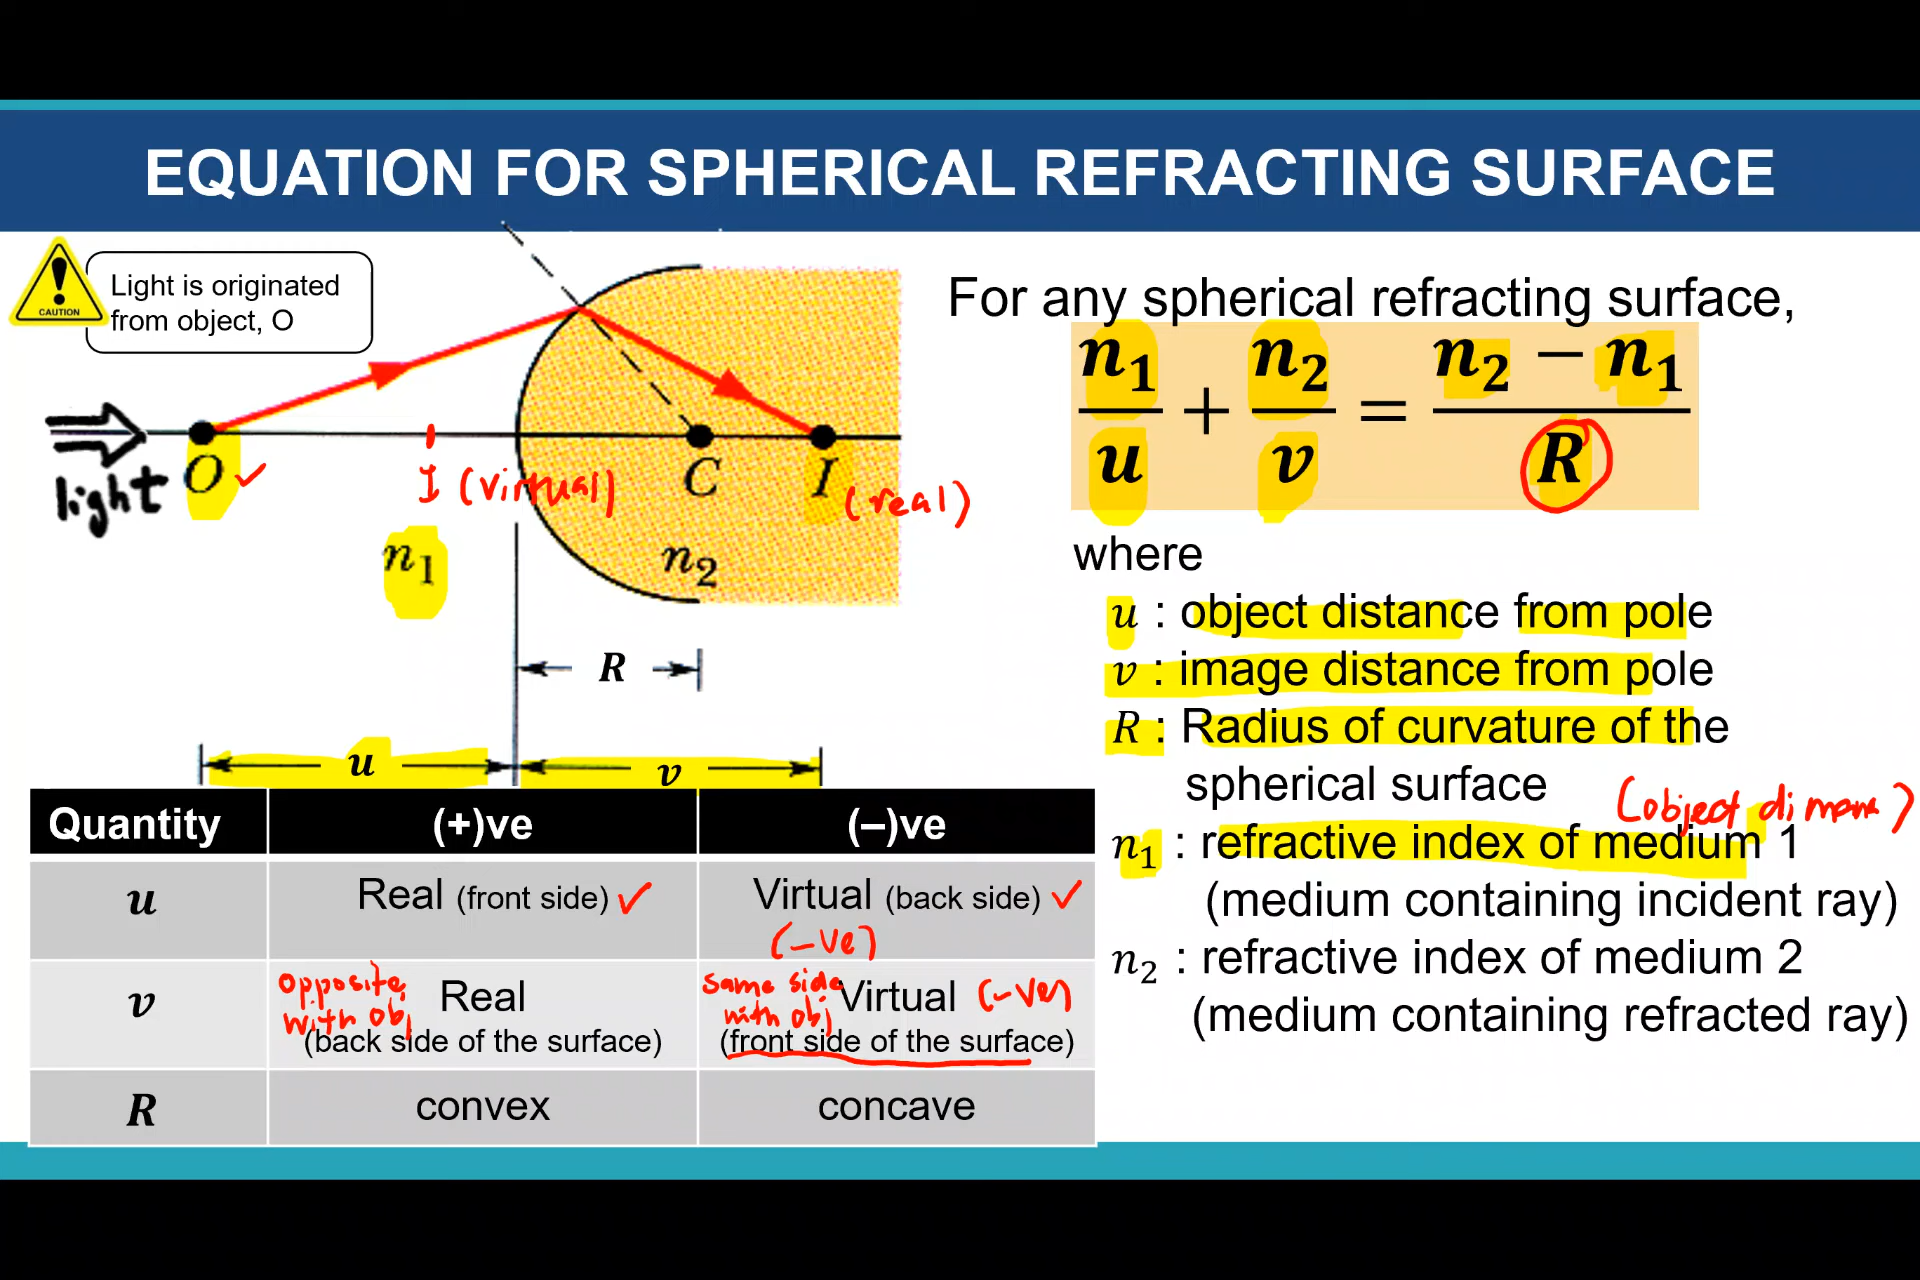 EQUATION FOR SPHERICAL REFRACTING SURFACE
CAUTION
Light is originated
from object, O
light
O
I (virtual)
C
I
(real)
n₁
n₂
R
u
v
For any spherical refracting surface,
n₁/u + n₂/v = (n₂ − n₁)/R
where
u : object distance from pole
v : image distance from pole
R : Radius of curvature of the
spherical surface
(object
n₁ : refractive index of medium 1
(medium containing incident ray)
n₂ : refractive index of medium 2
(medium containing refracted ray)
Quantity (+)ve (–)ve
u Real (front side) ✓ Virtual (back side) ✓
(-ve)
v opposite with obj Real same side with obj Virtual (-ve)
(back side of the surface) (front side of the surface)
R convex concave